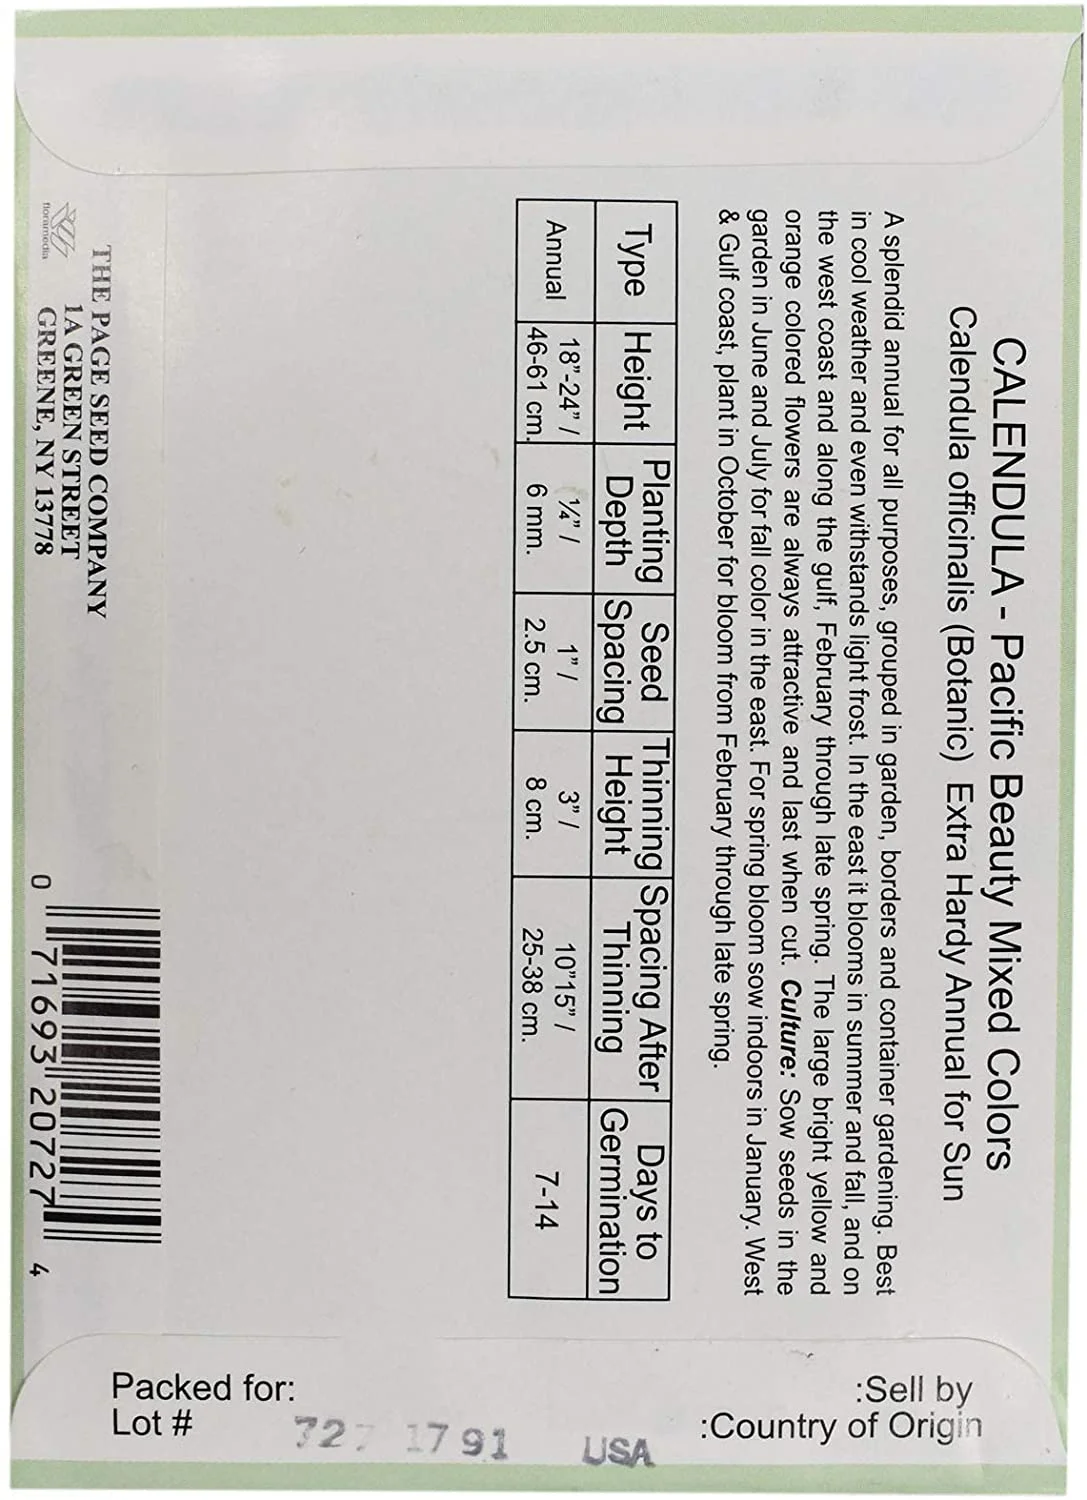 CALENDULA - Pacific Beauty Mixed Colors
Calendula officinalis (Botanic) Extra Hardy Annual for Sun
A splendid annual for all purposes, grouped in garden, borders and container gardening. Best
in cool weather and even withstands light frost. In the east it blooms in summer and fall, and on
the west coast and along the gulf, February through late spring. The large bright yellow and
orange colored flowers are always attractive and last when cut. Culture: Sow seeds in the
garden in June and July for fall color in the east. For spring bloom sow indoors in January. West
& Gulf coast, plant in October for bloom from February through late spring.
Type Height Planting Depth Seed Spacing Thinning Height Spacing After Thinning Days to Germination
Annual 18"-24" / 46-61 cm. ¼" / 6 mm. 1" / 2.5 cm. 3" / 8 cm. 10"15" / 25-38 cm. 7-14
floramedia
THE PAGE SEED COMPANY
1A GREEN STREET
GREENE, NY 13778
0 71693 20727 4
Packed for:
Lot # 727 1791
:Sell by
:Country of Origin
USA